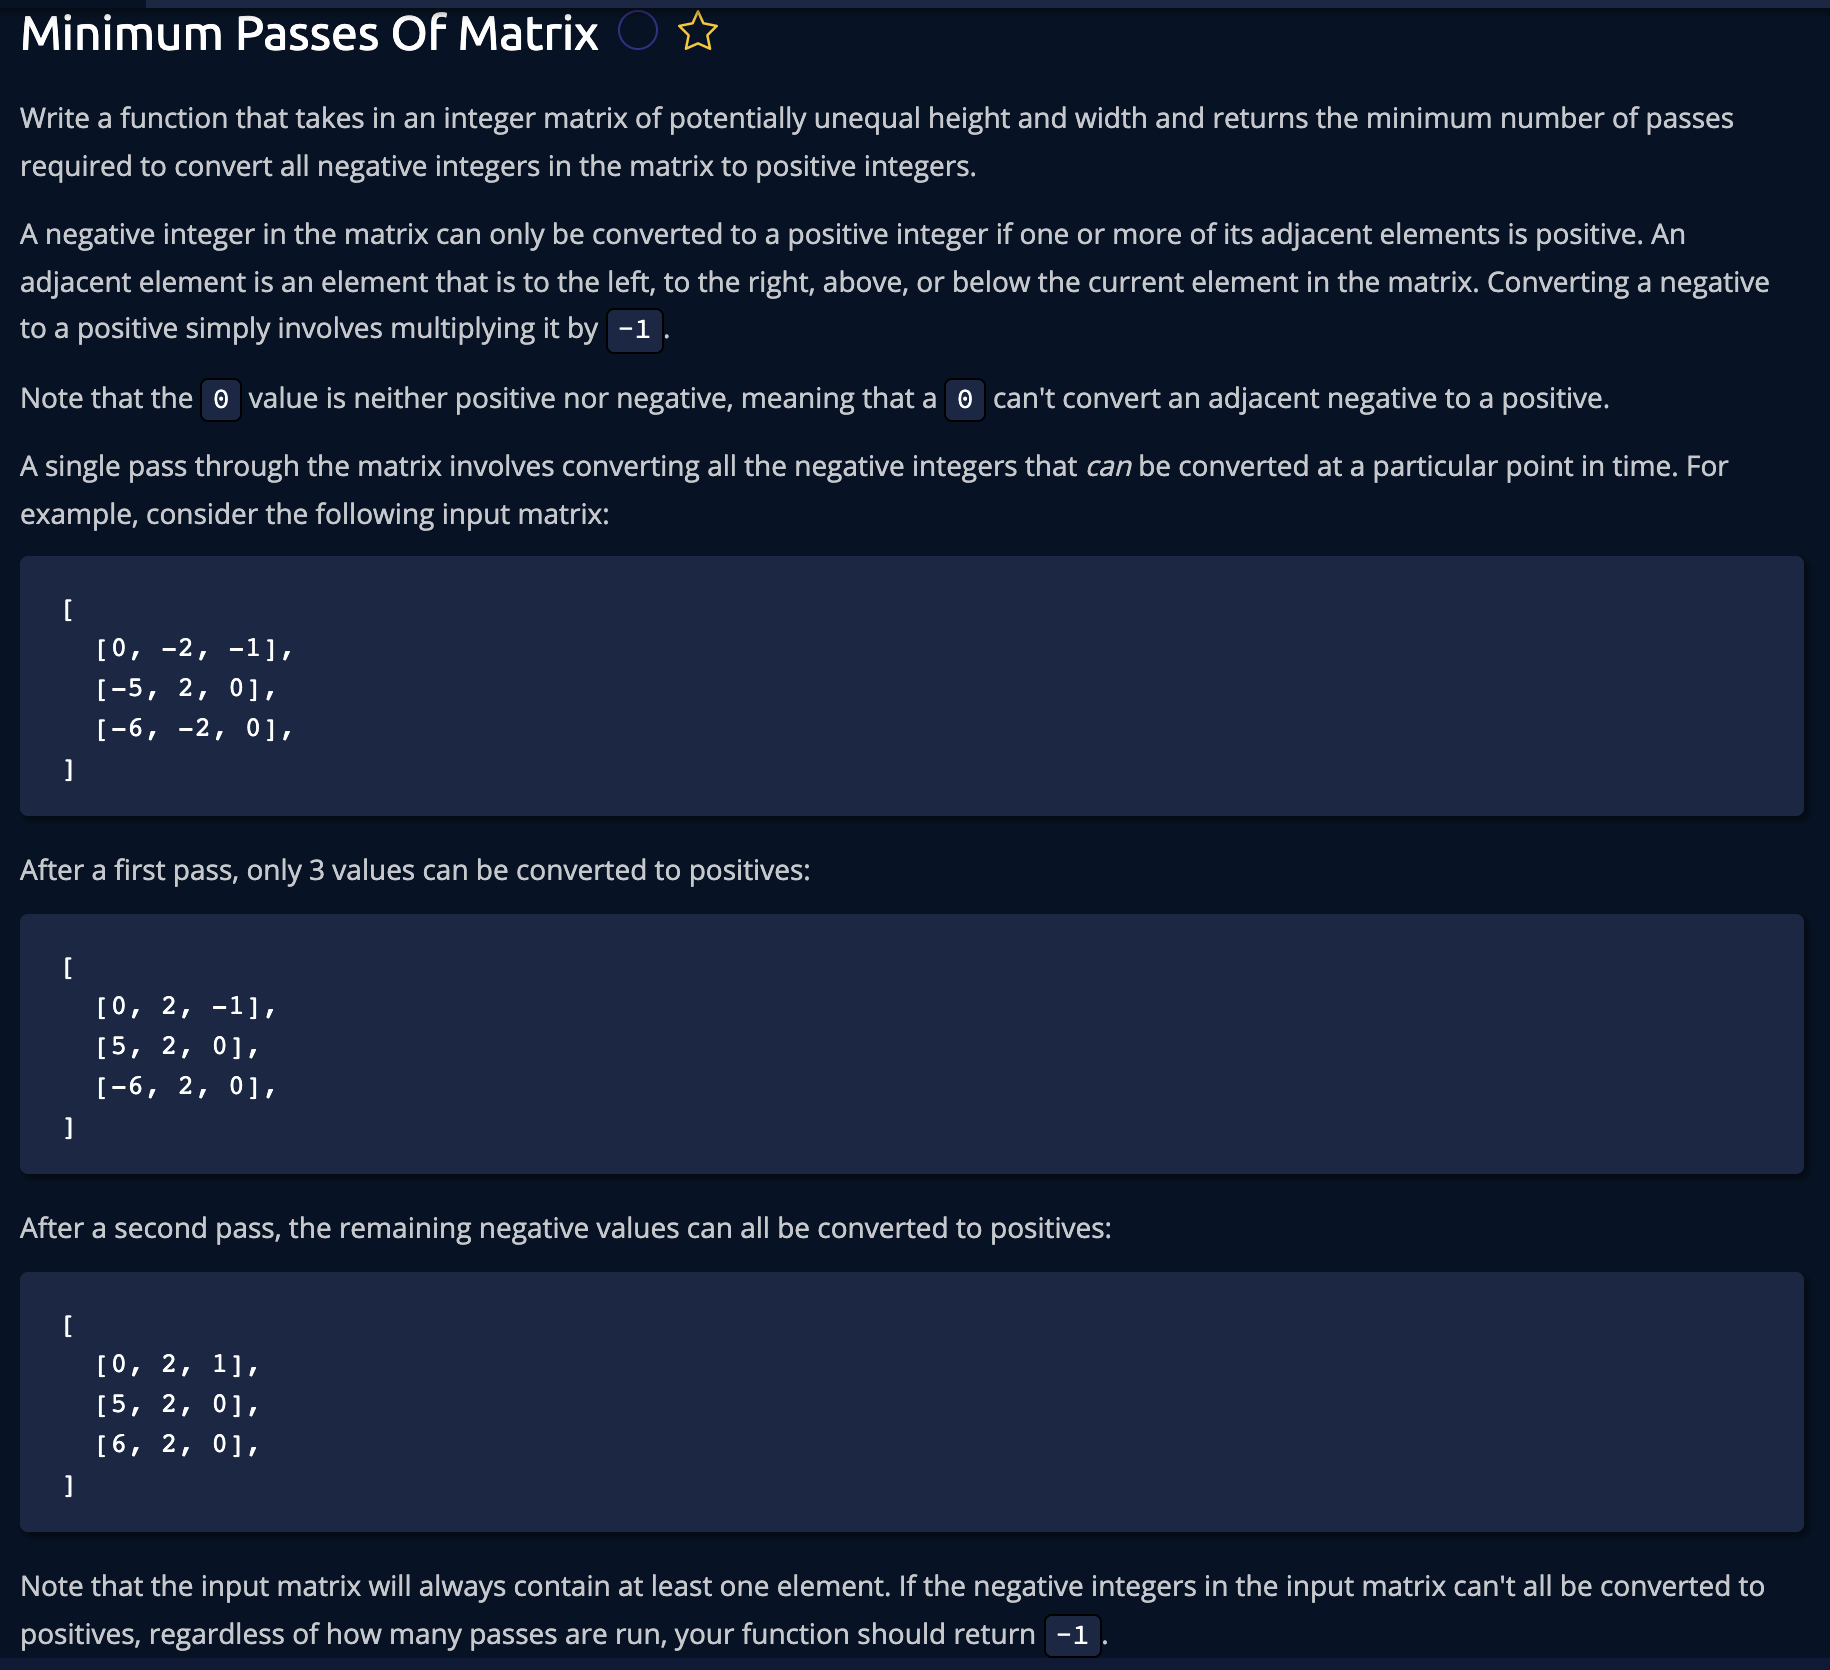 Minimum Passes Of Matrix
Write a function that takes in an integer matrix of potentially unequal height and width and returns the minimum number of passes
required to convert all negative integers in the matrix to positive integers.
A negative integer in the matrix can only be converted to a positive integer if one or more of its adjacent elements is positive. An
adjacent element is an element that is to the left, to the right, above, or below the current element in the matrix. Converting a negative
to a positive simply involves multiplying it by -1 .
Note that the 0 value is neither positive nor negative, meaning that a 0 can't convert an adjacent negative to a positive.
A single pass through the matrix involves converting all the negative integers that can be converted at a particular point in time. For
example, consider the following input matrix:
[
[0, -2, -1],
[-5, 2, 0],
[-6, -2, 0],
]
After a first pass, only 3 values can be converted to positives:
[
[0, 2, -1],
[5, 2, 0],
[-6, 2, 0],
]
After a second pass, the remaining negative values can all be converted to positives:
[
[0, 2, 1],
[5, 2, 0],
[6, 2, 0],
]
Note that the input matrix will always contain at least one element. If the negative integers in the input matrix can't all be converted to
positives, regardless of how many passes are run, your function should return -1 .